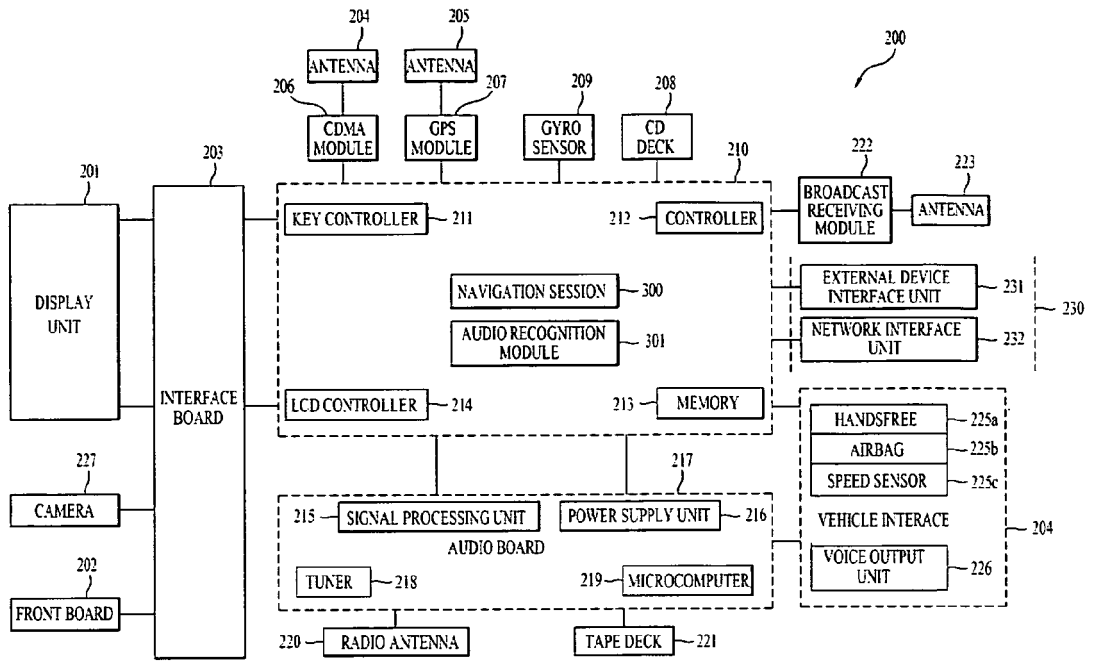 204
205
200
ANTENNA
ANTENNA
206
207
209
208
CDMA
MODULE
GPS
MODULE
GYRO
SENSOR
CD
DECK
210
222
223
201
203
BROADCAST
RECEIVING
MODULE
ANTENNA
KEY CONTROLLER
211
212
CONTROLLER
DISPLAY
UNIT
NAVIGATION SESSION
300
EXTERNAL DEVICE
INTERFACE UNIT
231
230
AUDIO RECOGNITION
MODULE
301
NETWORK INTERFACE
UNIT
232
INTERFACE
BOARD
LCD CONTROLLER
214
213
MEMORY
HANDSFREE
225a
AIRBAG
225b
SPEED SENSOR
225c
227
CAMERA
217
215
SIGNAL PROCESSING UNIT
POWER SUPPLY UNIT
216
AUDIO BOARD
VEHICLE INTERACE
204
VOICE OUTPUT
UNIT
226
202
FRONT BOARD
TUNER
218
219
MICROCOMPUTER
220
RADIO ANTENNA
TAPE DECK
221